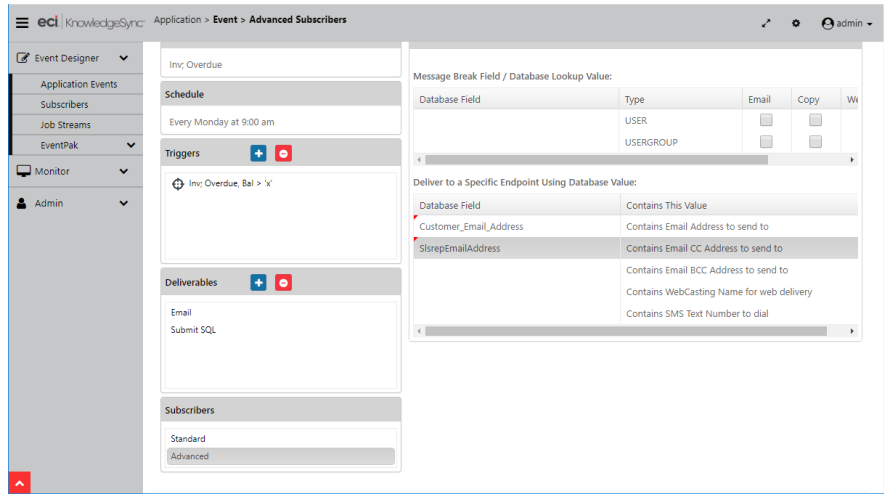 eci KnowledgeSync
Application > Event > Advanced Subscribers
admin
Event Designer
Application Events
Subscribers
Job Streams
EventPak
Monitor
Admin
Inv; Overdue
Schedule
Every Monday at 9:00 am
Triggers
Inv; Overdue, Bal > 'x'
Deliverables
Email
Submit SQL
Subscribers
Standard
Advanced
Message Break Field / Database Lookup Value:
Database Field Type Email Copy We
USER
USERGROUP
Deliver to a Specific Endpoint Using Database Value:
Database Field Contains This Value
Customer_Email_Address Contains Email Address to send to
SlsrepEmailAddress Contains Email CC Address to send to
Contains Email BCC Address to send to
Contains WebCasting Name for web delivery
Contains SMS Text Number to dial